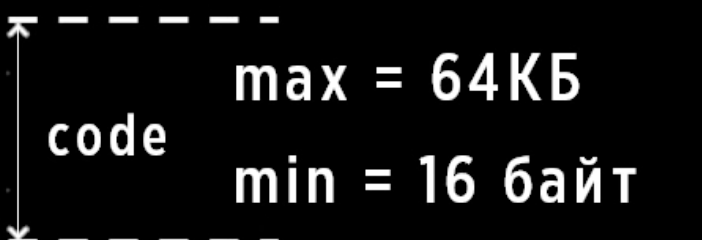 max = 64КБ
code
min = 16 байт